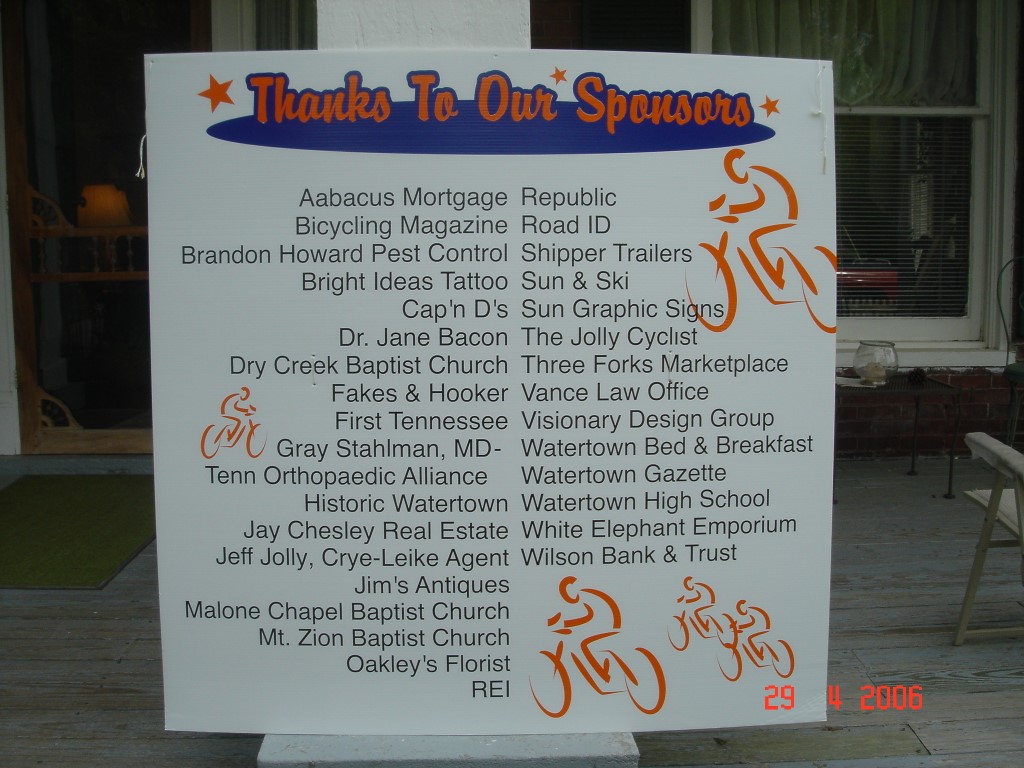 Thanks To Our Sponsors
Aabacus Mortgage
Bicycling Magazine
Brandon Howard Pest Control
Bright Ideas Tattoo
Cap'n D's
Dr. Jane Bacon
Dry Creek Baptist Church
Fakes & Hooker
First Tennessee
Gray Stahlman, MD-
Tenn Orthopaedic Alliance
Historic Watertown
Jay Chesley Real Estate
Jeff Jolly, Crye-Leike Agent
Jim's Antiques
Malone Chapel Baptist Church
Mt. Zion Baptist Church
Oakley's Florist
REI
Republic
Road ID
Shipper Trailers
Sun & Ski
Sun Graphic Signs
The Jolly Cyclist
Three Forks Marketplace
Vance Law Office
Visionary Design Group
Watertown Bed & Breakfast
Watertown Gazette
Watertown High School
White Elephant Emporium
Wilson Bank & Trust
29 4 2006